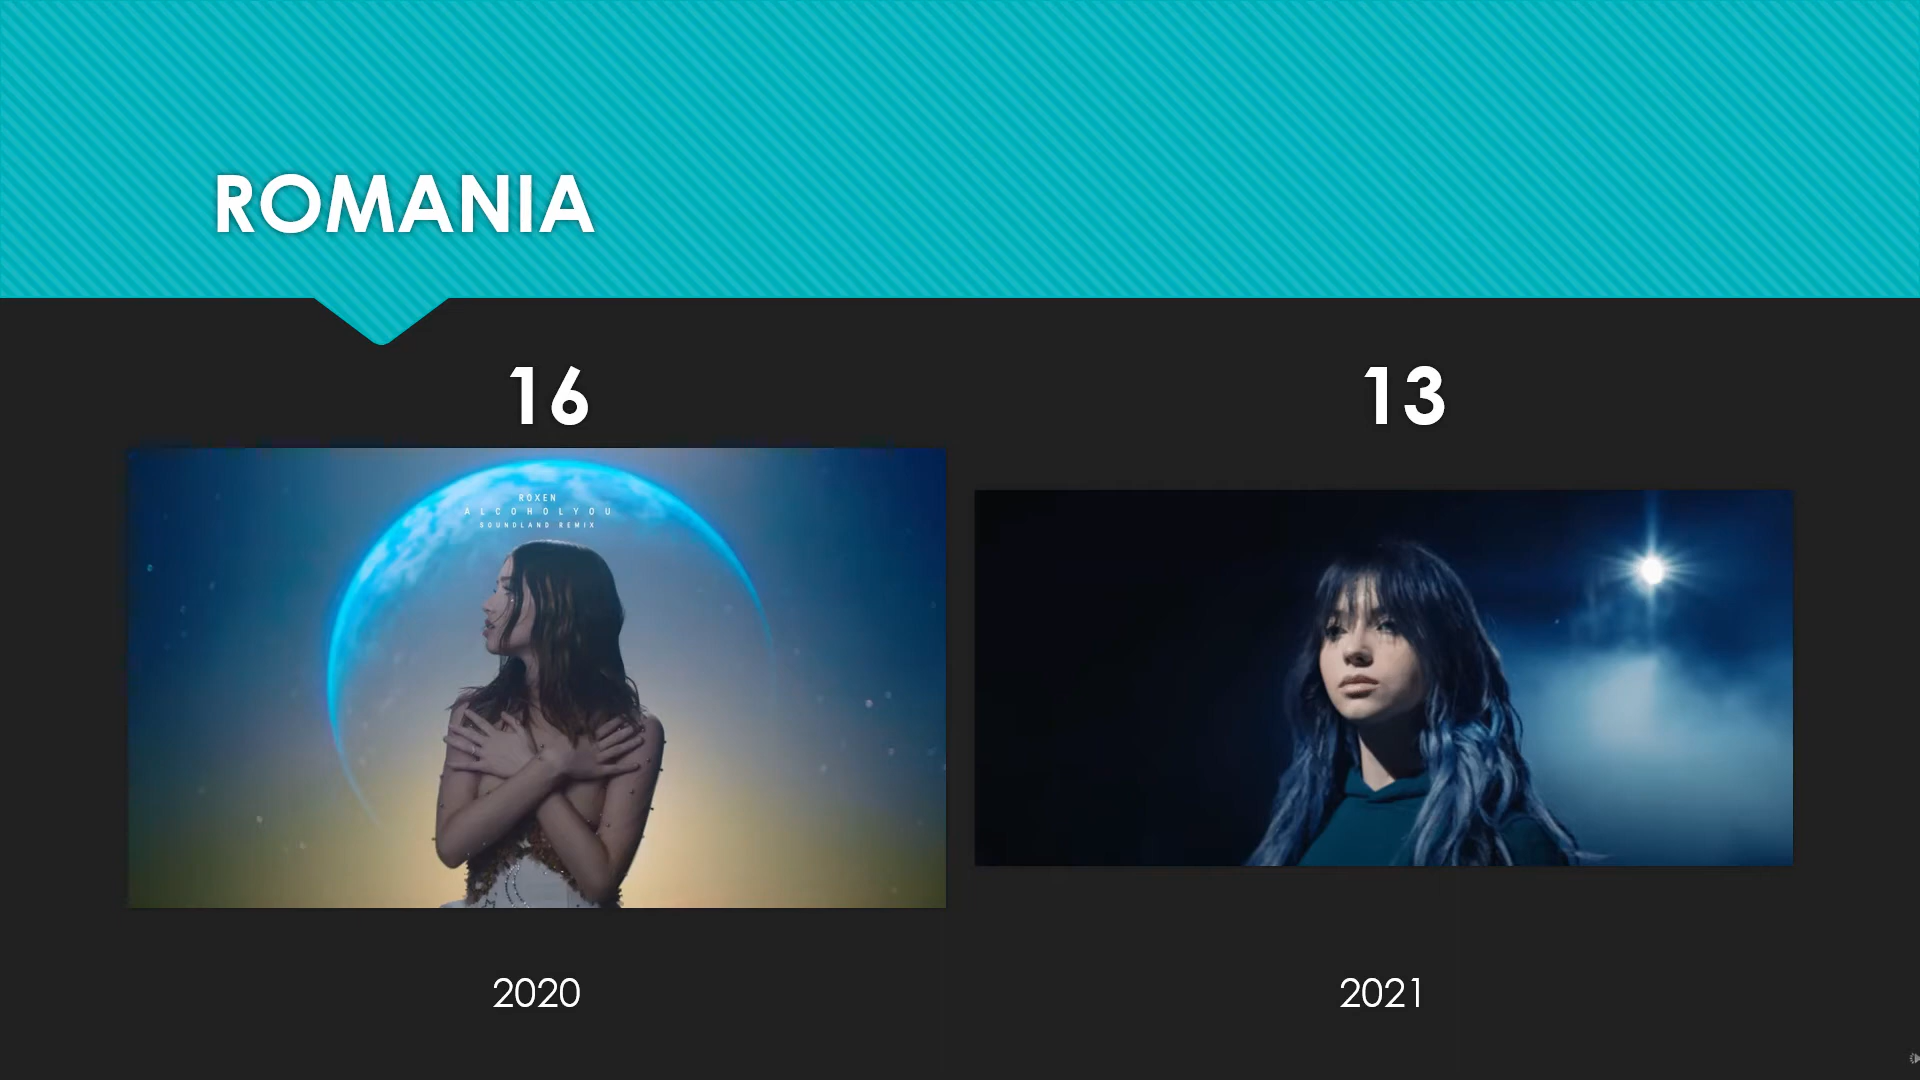 ROMANIA
16
13
ROXEN
ALCOHOLYOU
SOUNDLAND REMIX
2020
2021